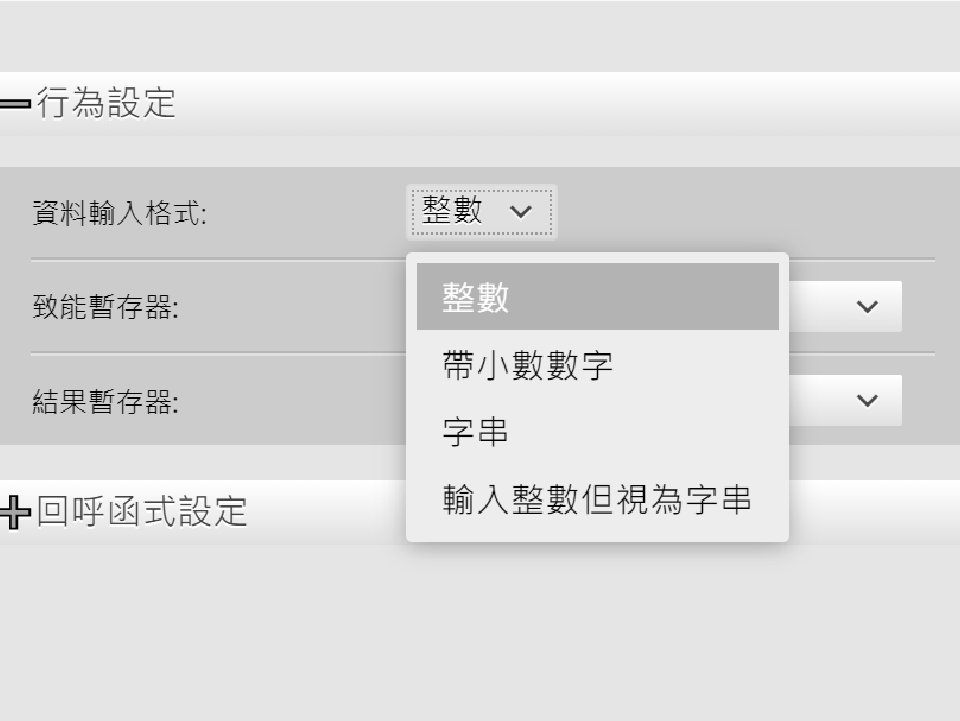 行為設定
資料輸入格式:
整數
整數
帶小數數字
字串
輸入整數但視為字串
致能暫存器:
結果暫存器:
回呼函式設定